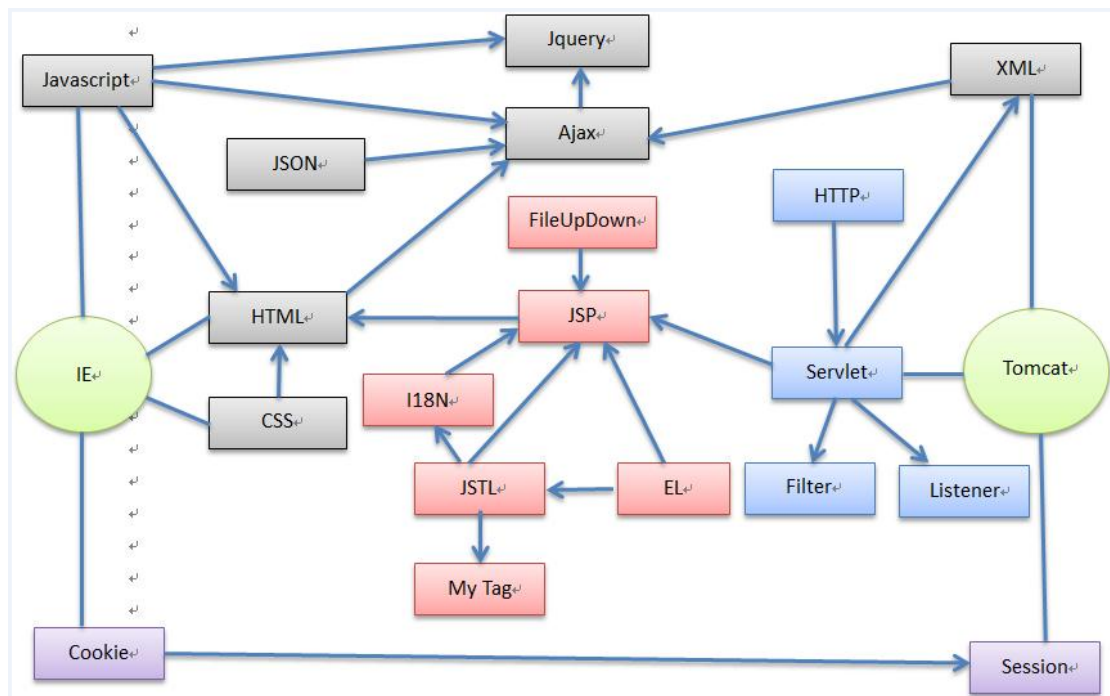 Jquery
Javascript
XML
Ajax
JSON
HTTP
FileUpDown
HTML
JSP
Servlet
Tomcat
IE
I18N
CSS
JSTL
EL
Filter
Listener
My Tag
Cookie
Session